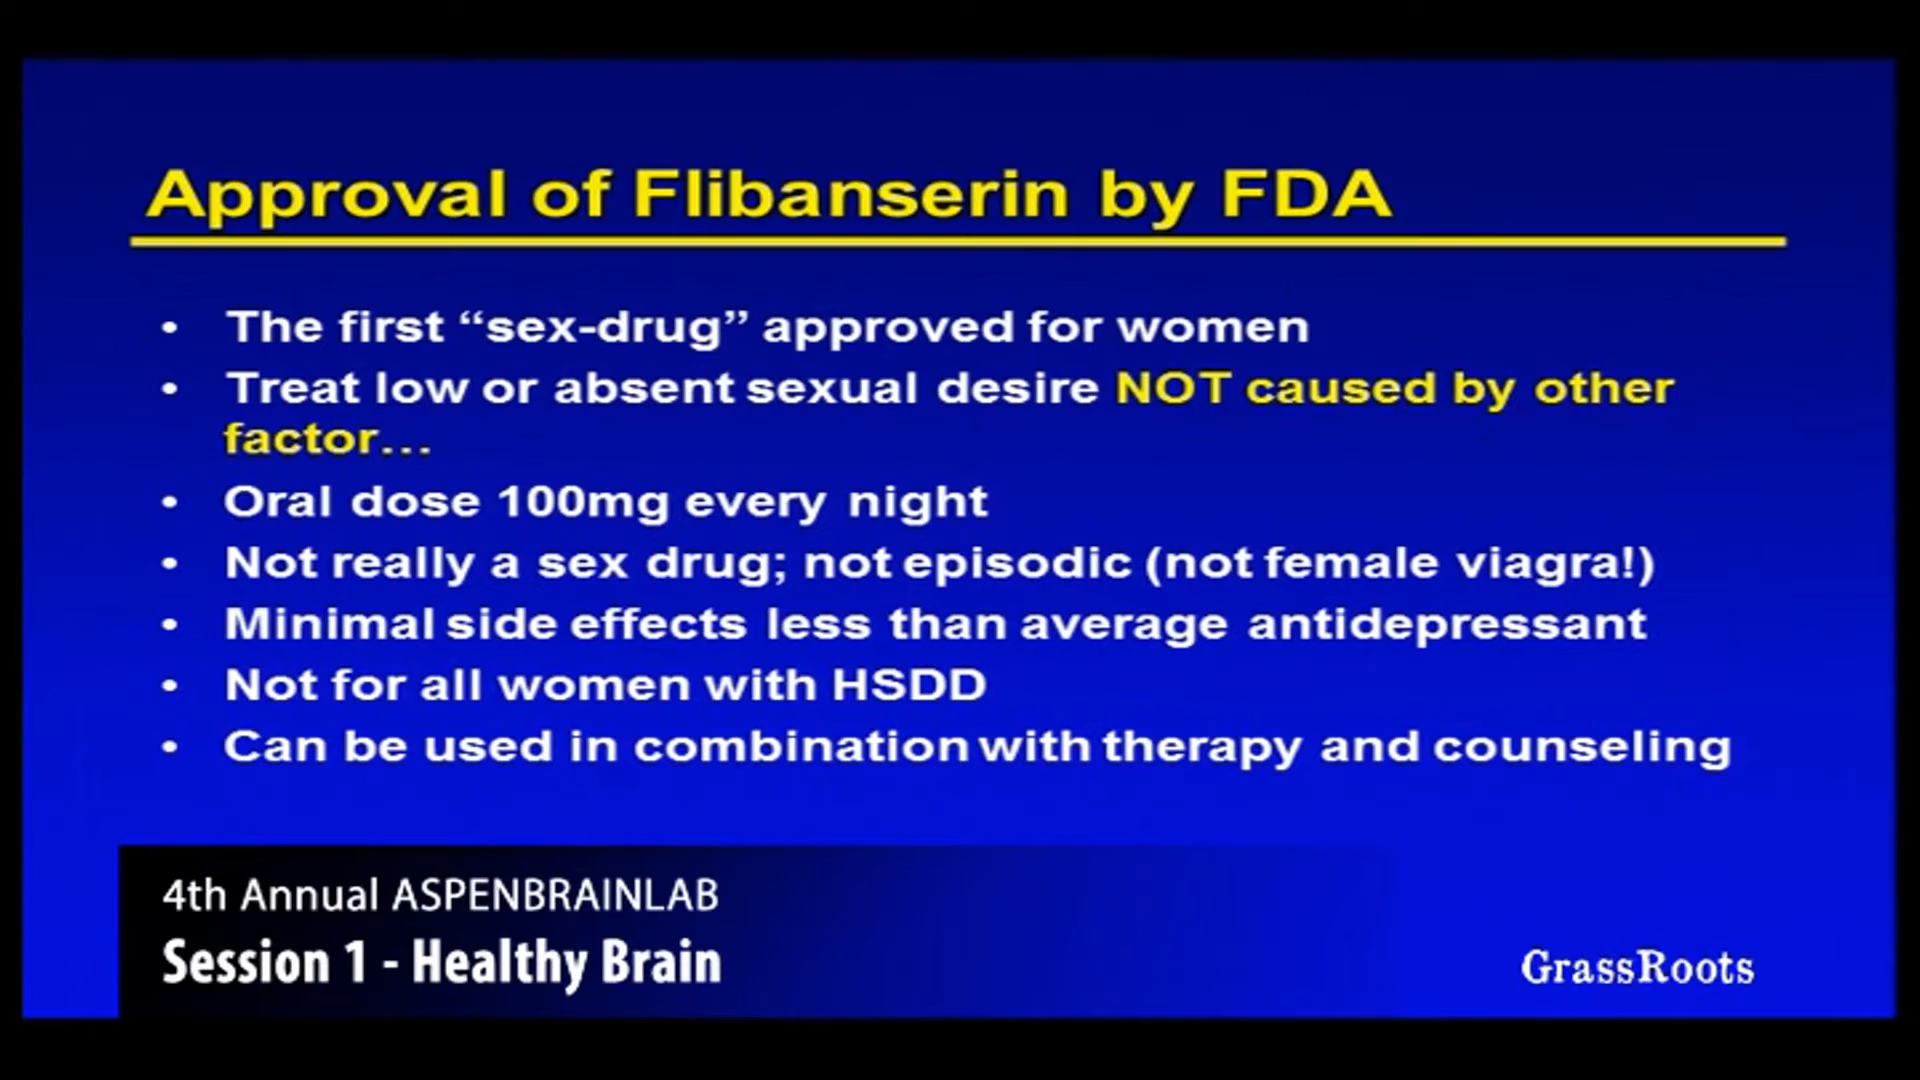 Approval of Flibanserin by FDA
• The first “sex-drug” approved for women
• Treat low or absent sexual desire NOT caused by other
factor...
• Oral dose 100mg every night
• Not really a sex drug; not episodic (not female viagra!)
• Minimal side effects less than average antidepressant
• Not for all women with HSDD
• Can be used in combination with therapy and counseling
4th Annual ASPENBRAINLAB
Session 1 - Healthy Brain
GrassRoots